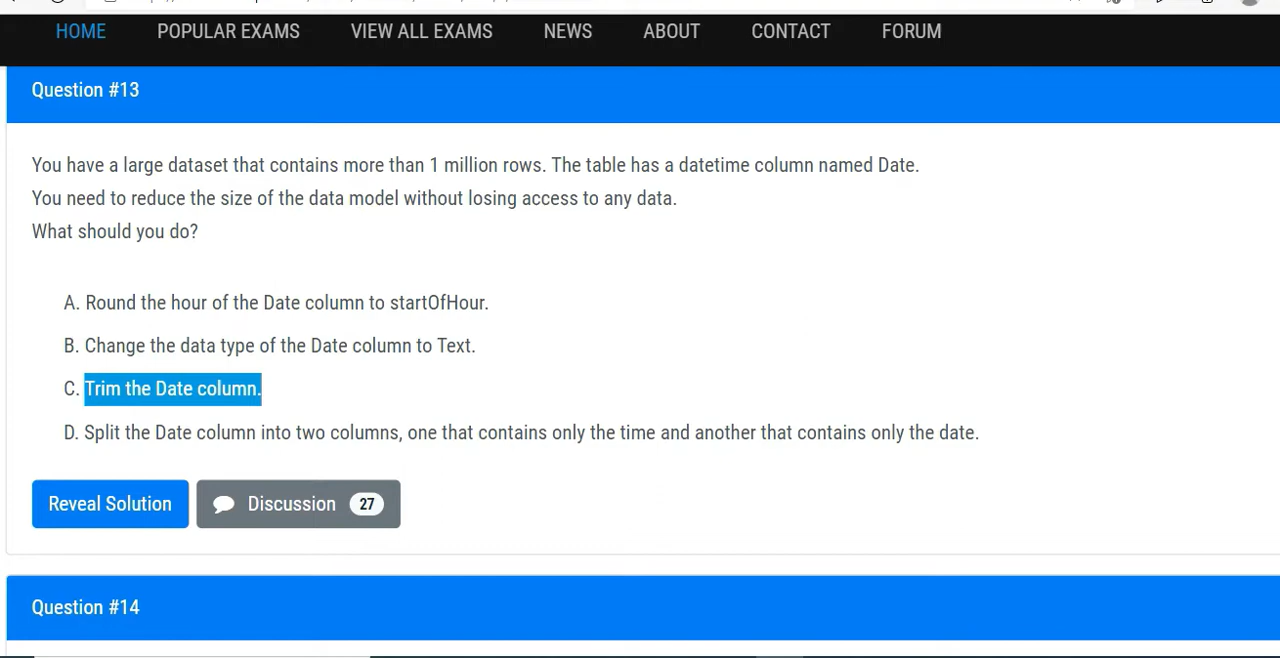 HOME POPULAR EXAMS VIEW ALL EXAMS NEWS ABOUT CONTACT FORUM
Question #13
You have a large dataset that contains more than 1 million rows. The table has a datetime column named Date.
You need to reduce the size of the data model without losing access to any data.
What should you do?
A. Round the hour of the Date column to startOfHour.
B. Change the data type of the Date column to Text.
C. Trim the Date column.
D. Split the Date column into two columns, one that contains only the time and another that contains only the date.
Reveal Solution Discussion 27
Question #14